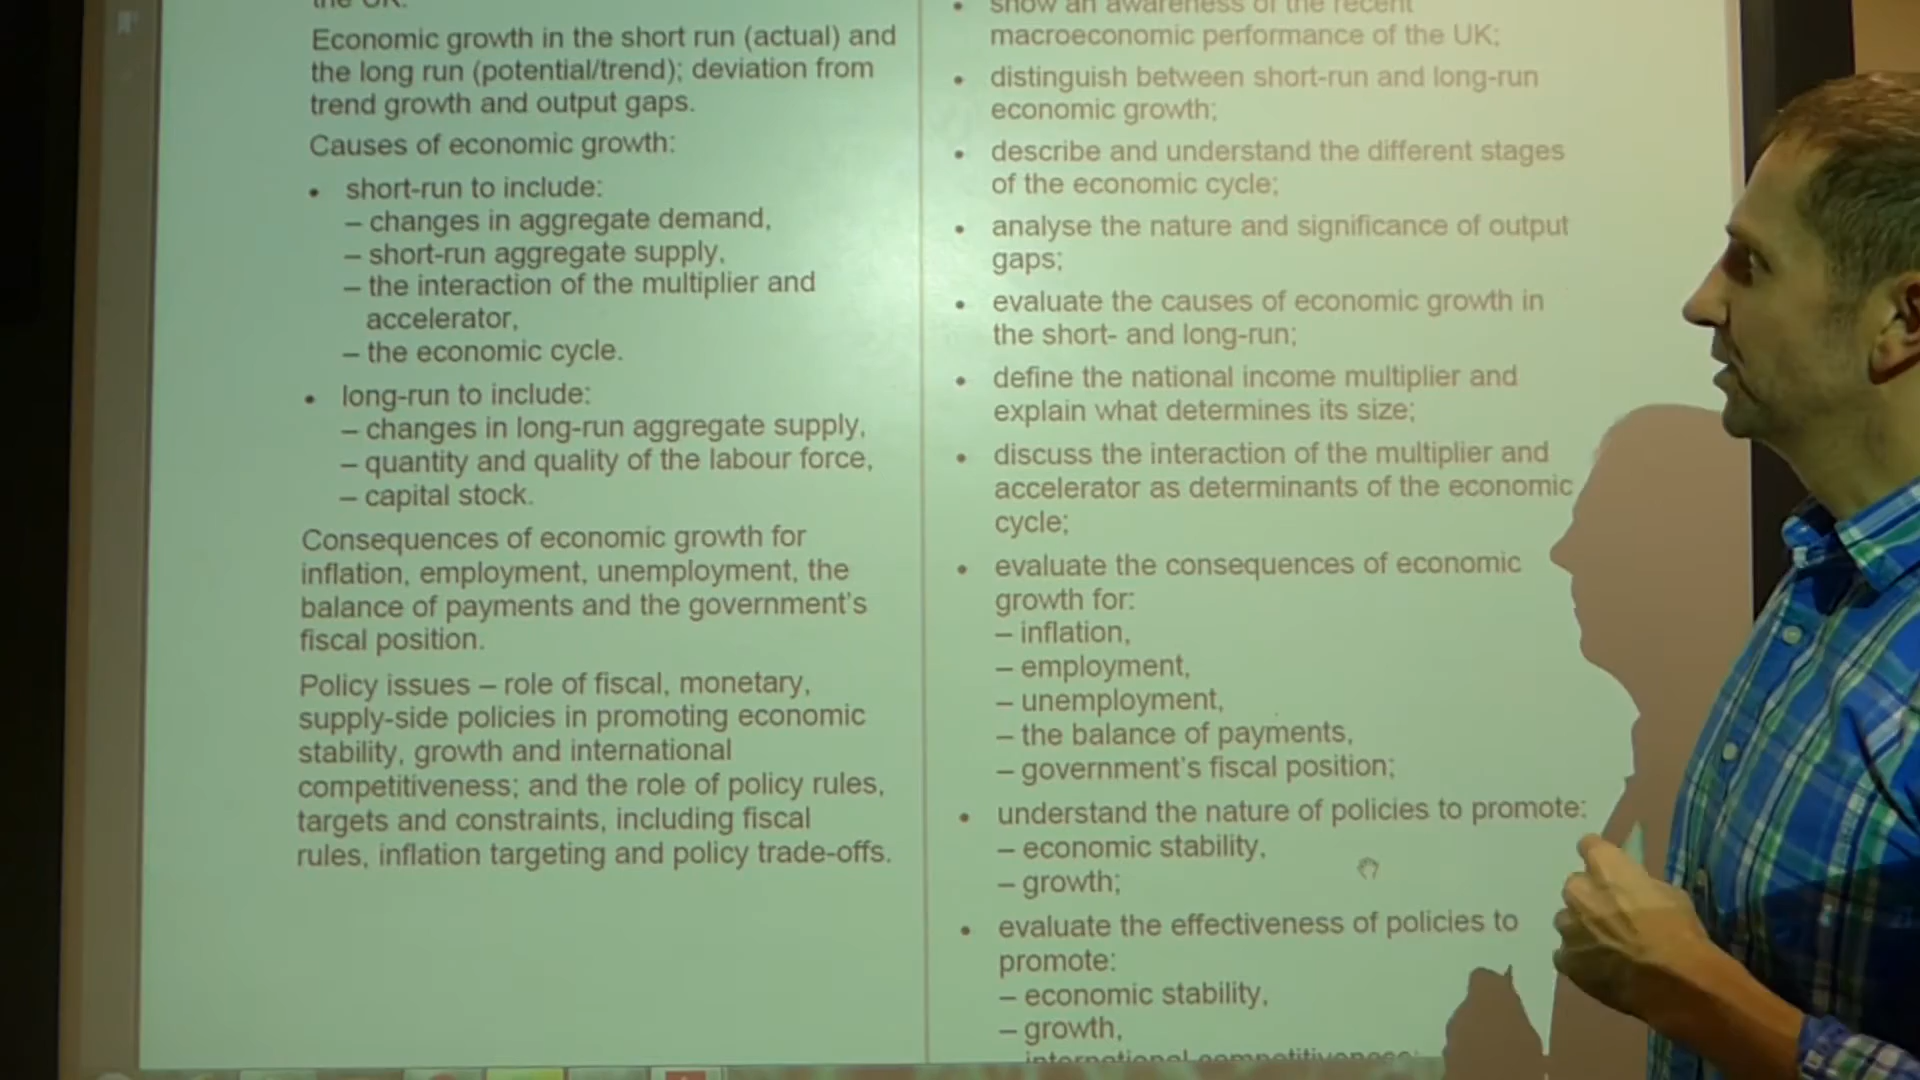 the UK.
Economic growth in the short run (actual) and
the long run (potential/trend); deviation from
trend growth and output gaps.
Causes of economic growth:
• short-run to include:
– changes in aggregate demand,
– short-run aggregate supply,
– the interaction of the multiplier and
accelerator,
– the economic cycle.
• long-run to include:
– changes in long-run aggregate supply,
– quantity and quality of the labour force,
– capital stock.
Consequences of economic growth for
inflation, employment, unemployment, the
balance of payments and the government's
fiscal position.
Policy issues – role of fiscal, monetary,
supply-side policies in promoting economic
stability, growth and international
competitiveness; and the role of policy rules,
targets and constraints, including fiscal
rules, inflation targeting and policy trade-offs.
• show an awareness of the recent
macroeconomic performance of the UK;
• distinguish between short-run and long-run
economic growth;
• describe and understand the different stages
of the economic cycle;
• analyse the nature and significance of output
gaps;
• evaluate the causes of economic growth in
the short- and long-run;
• define the national income multiplier and
explain what determines its size;
• discuss the interaction of the multiplier and
accelerator as determinants of the economic
cycle;
• evaluate the consequences of economic
growth for:
– inflation,
– employment,
– unemployment,
– the balance of payments,
– government's fiscal position;
• understand the nature of policies to promote:
– economic stability,
– growth;
• evaluate the effectiveness of policies to
promote:
– economic stability,
– growth,
– international competitiveness;